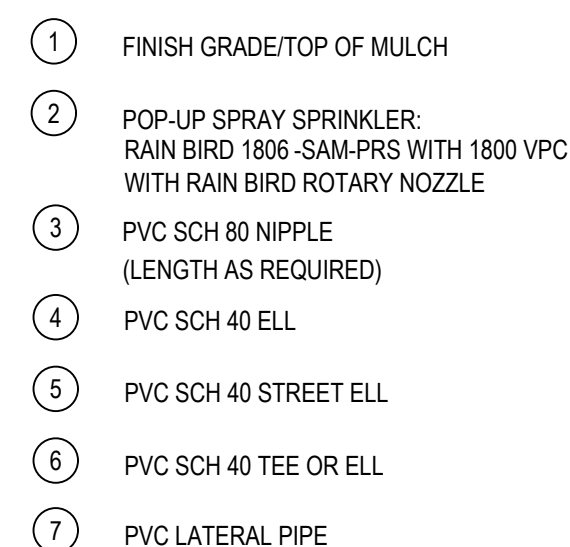 1 FINISH GRADE/TOP OF MULCH
2 POP-UP SPRAY SPRINKLER:
RAIN BIRD 1806 -SAM-PRS WITH 1800 VPC
WITH RAIN BIRD ROTARY NOZZLE
3 PVC SCH 80 NIPPLE
(LENGTH AS REQUIRED)
4 PVC SCH 40 ELL
5 PVC SCH 40 STREET ELL
6 PVC SCH 40 TEE OR ELL
7 PVC LATERAL PIPE